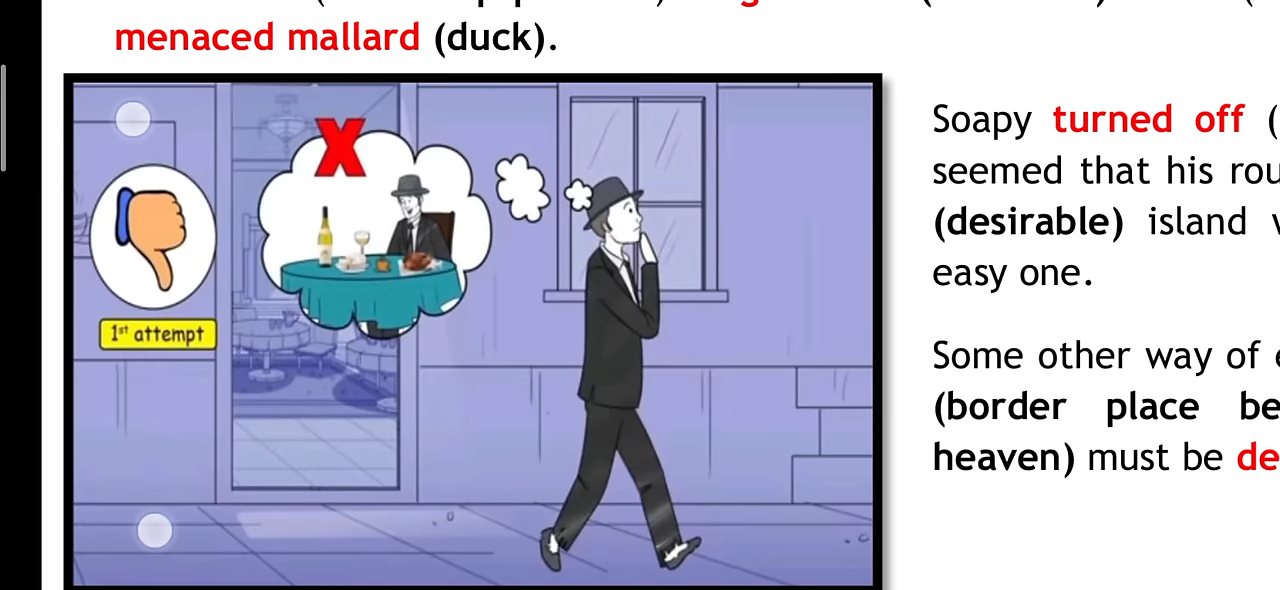 menaced mallard (duck).
X
1st attempt
Soapy turned off (
seemed that his rou
(desirable) island
easy one.
Some other way of e
(border place be
heaven) must be de